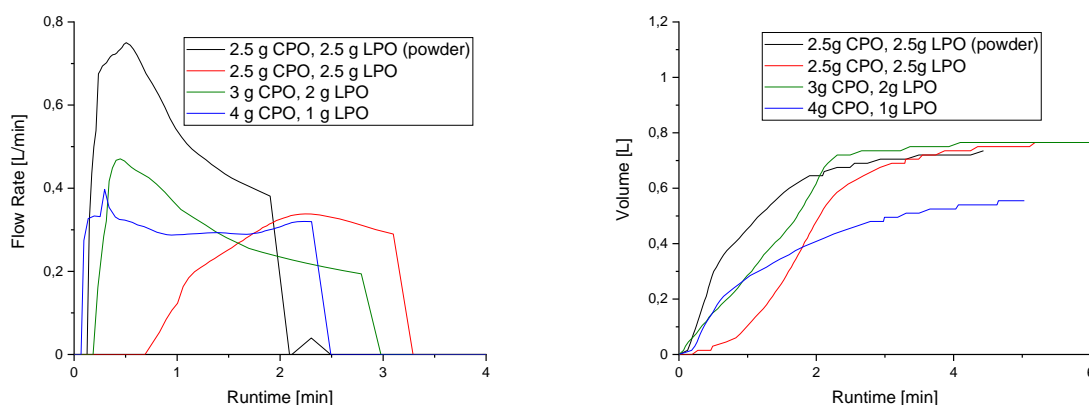 0,8
0,6
0,4
0,2
0
0
1
2
3
4
Flow Rate [L/min]
Runtime [min]
2.5 g CPO, 2.5 g LPO (powder)
2.5 g CPO, 2.5 g LPO
3 g CPO, 2 g LPO
4 g CPO, 1 g LPO
1,2
1
0,8
0,6
0,4
0,2
0
0
2
4
6
Volume [L]
Runtime [min]
2.5g CPO, 2.5g LPO (powder)
2.5g CPO, 2.5g LPO
3g CPO, 2g LPO
4g CPO, 1g LPO